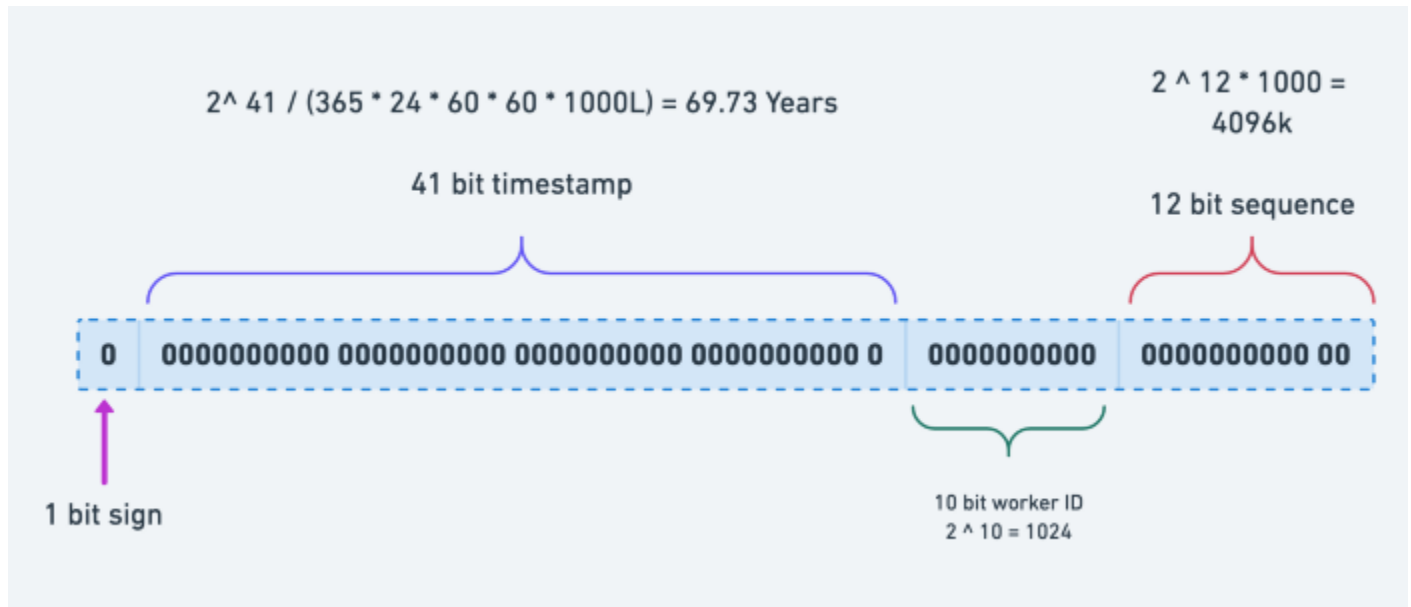 2^ 41 / (365 * 24 * 60 * 60 * 1000L) = 69.73 Years
41 bit timestamp
2 ^ 12 * 1000 =
4096k
12 bit sequence
0 0000000000 0000000000 0000000000 0000000000 0 0000000000 0000000000 00
1 bit sign
10 bit worker ID
2 ^ 10 = 1024